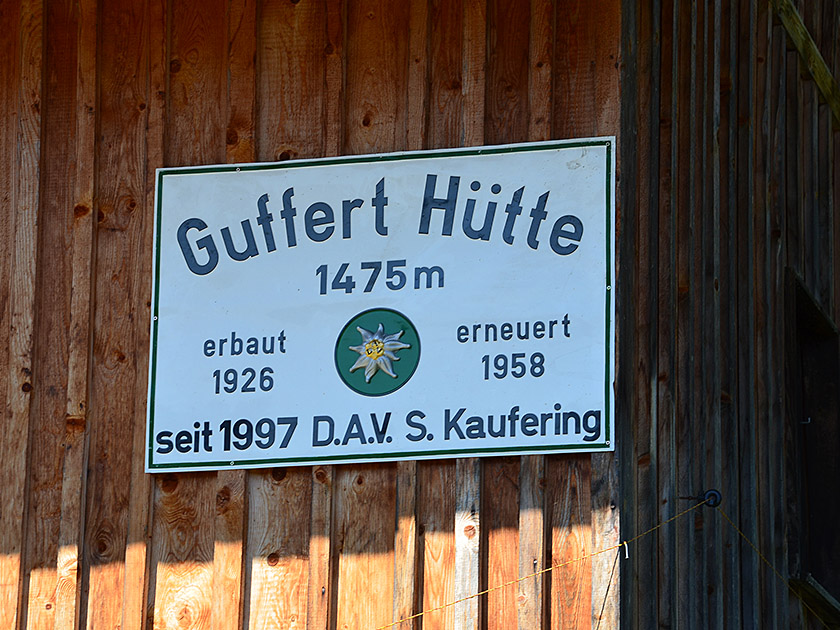 Guffert Hütte
1475m
erbaut
1926
erneuert
1958
seit 1997 D.A.V. S. Kaufering